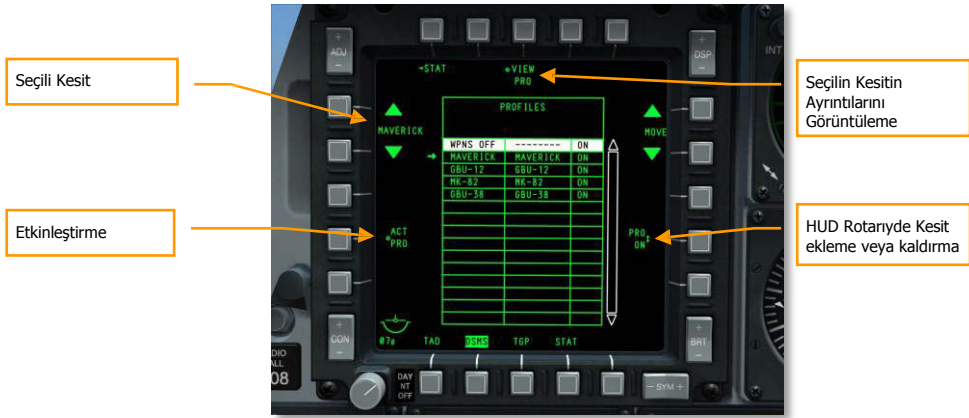 Seçili Kesit
Etkinleştirme
Seçilin Kesitin
Ayrıntılarını
Görüntüleme
HUD Rotarıyde Kesit
ekleme veya kaldırma
+
ADJ
-
+
DSP
-
INT
STAT
VIEW
PRO
PROFILES
MAVERICK
MOVE
WPNS OFF -------- ON
MAVERICK MAVERICK ON
GBU-12 GBU-12 ON
MK-82 MK-82 ON
GBU-38 GBU-38 ON
ACT
PRO
PRO
ON
TAD DSMS TGP STAT
+
CON
-
+
BRT
-
ALL
08
DAY
NT
OFF
- SYM +